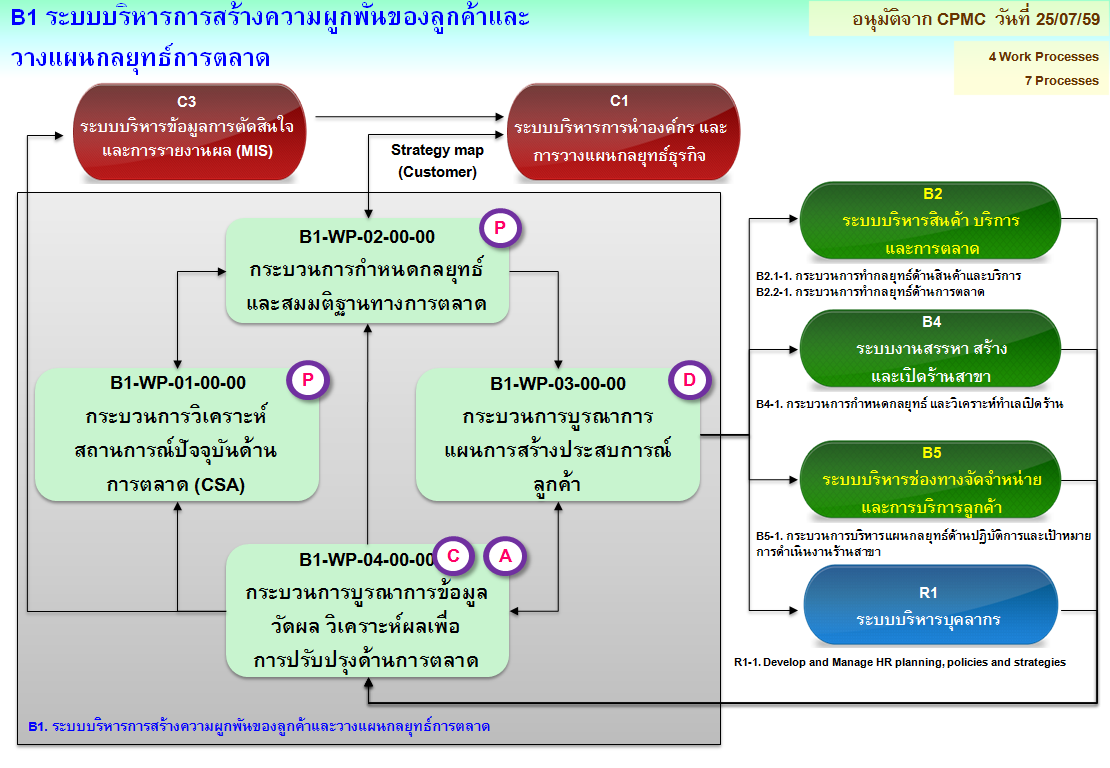 B1 ระบบบริหารการสร้างความผูกพันของลูกค้าและ
วางแผนกลยุทธ์การตลาด
อนุมัติจาก CPMC วันที่ 25/07/59
4 Work Processes
7 Processes
C3
ระบบบริหารข้อมูลการตัดสินใจ
และการรายงานผล (MIS)
C1
ระบบบริหารการนำองค์กร และ
การวางแผนกลยุทธ์ธุรกิจ
Strategy map
(Customer)
B1-WP-02-00-00
P
กระบวนการกำหนดกลยุทธ์
และสมมติฐานทางการตลาด
B1-WP-01-00-00
P
กระบวนการวิเคราะห์
สถานการณ์ปัจจุบันด้าน
การตลาด (CSA)
B1-WP-03-00-00
D
กระบวนการบูรณาการ
แผนการสร้างประสบการณ์
ลูกค้า
B1-WP-04-00-00
C
A
กระบวนการบูรณาการข้อมูล
วัดผล วิเคราะห์ผลเพื่อ
การปรับปรุงด้านการตลาด
B2
ระบบบริหารสินค้า บริการ
และการตลาด
B2.1-1. กระบวนการทำกลยุทธ์ด้านสินค้าและบริการ
B2.2-1. กระบวนการทำกลยุทธ์ด้านการตลาด
B4
ระบบงานสรรหา สร้าง
และเปิดร้านสาขา
B4-1. กระบวนการกำหนดกลยุทธ์ และวิเคราะห์ทำเลเปิดร้าน
B5
ระบบบริหารช่องทางจัดจำหน่าย
และการบริการลูกค้า
B5-1. กระบวนการบริหารแผนกลยุทธ์ด้านปฏิบัติการและเป้าหมาย
การดำเนินงานร้านสาขา
R1
ระบบบริหารบุคลากร
R1-1. Develop and Manage HR planning, policies and strategies
B1. ระบบบริหารการสร้างความผูกพันของลูกค้าและวางแผนกลยุทธ์การตลาด